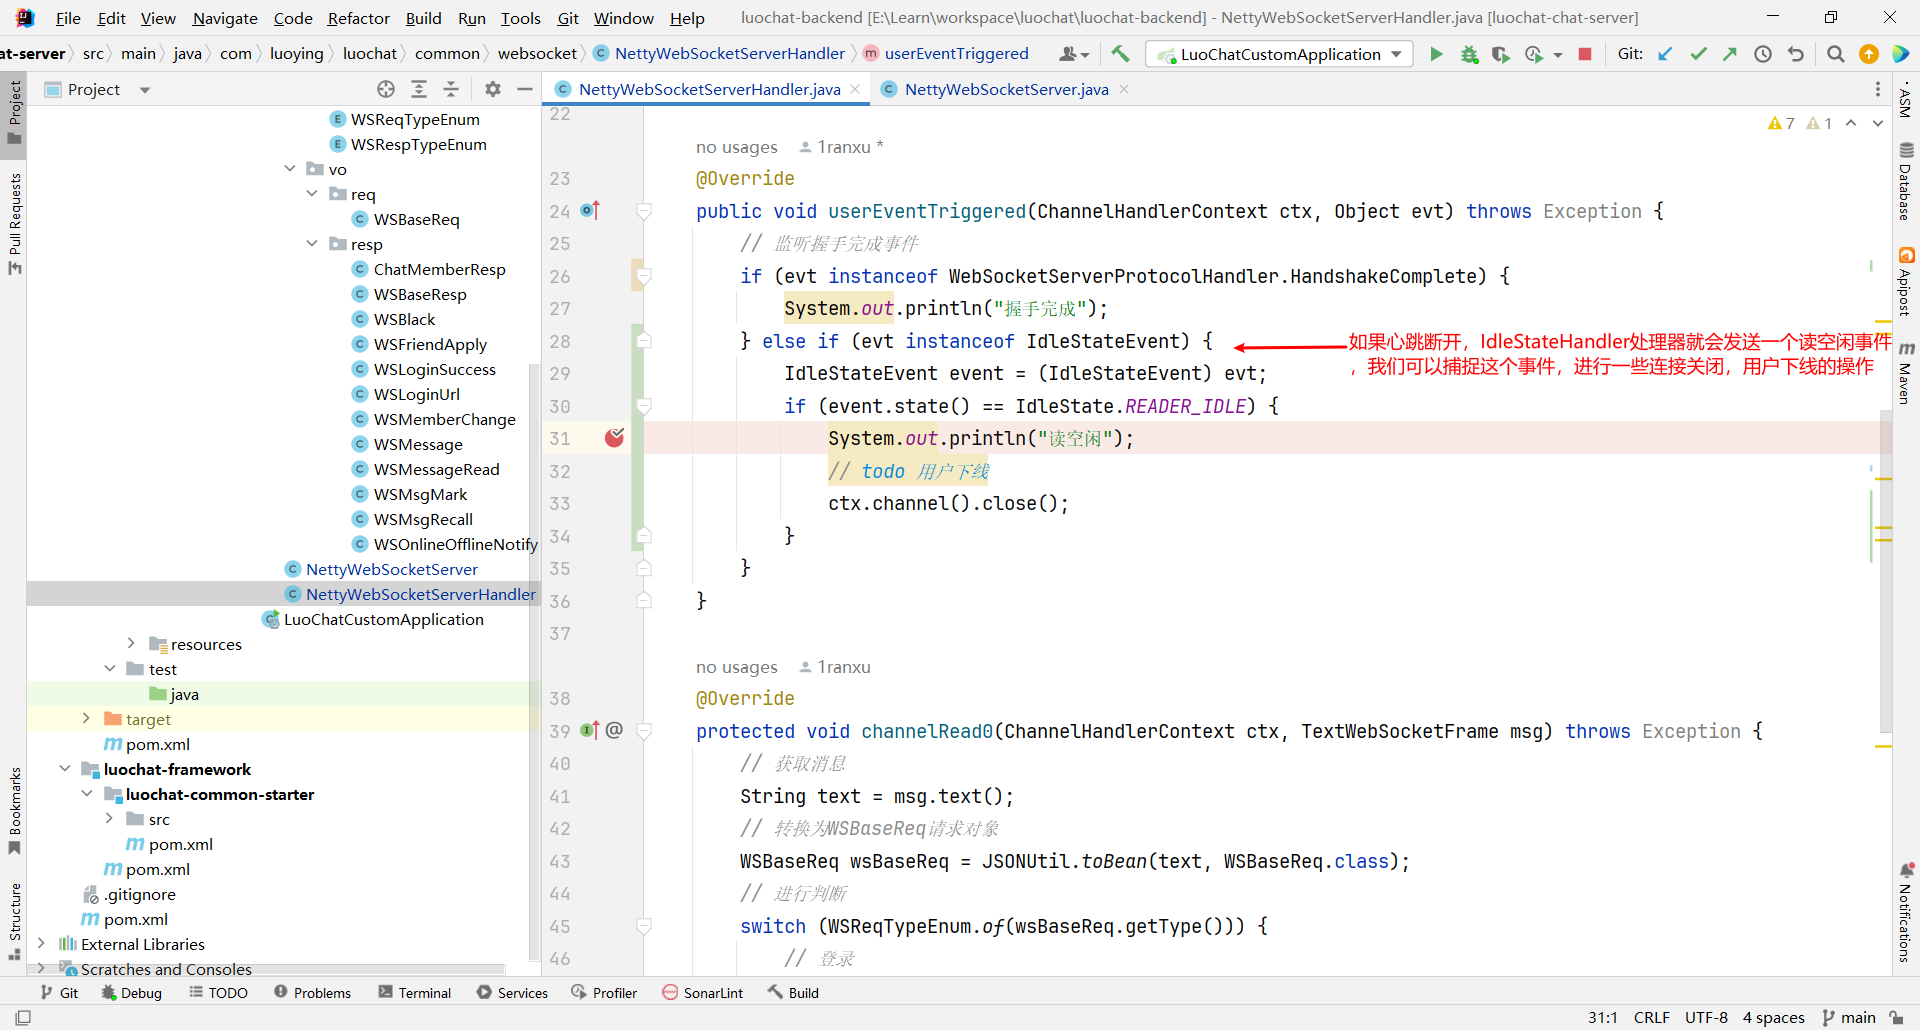 File Edit View Navigate Code Refactor Build Run Tools Git Window Help luochat-backend [E:\Learn\workspace\luochat\luochat-backend] - NettyWebSocketServerHandler.java [luochat-chat-server]
at-server src main java com luoying luochat common websocket NettyWebSocketServerHandler userEventTriggered LuoChatCustomApplication Git:
Project
NettyWebSocketServerHandler.java
NettyWebSocketServer.java
Project
Pull Requests
Bookmarks
Structure
WSReqTypeEnum
WSRespTypeEnum
vo
req
WSBaseReq
resp
ChatMemberResp
WSBaseResp
WSBlack
WSFriendApply
WSLoginSuccess
WSLoginUrl
WSMemberChange
WSMessage
WSMessageRead
WSMsgMark
WSMsgRecall
WSOnlineOfflineNotify
NettyWebSocketServer
NettyWebSocketServerHandler
LuoChatCustomApplication
resources
test
java
target
pom.xml
luochat-framework
luochat-common-starter
src
pom.xml
pom.xml
.gitignore
pom.xml
External Libraries
Scratches and Consoles
7 1
22
no usages 1ranxu *
23 @Override
24 public void userEventTriggered(ChannelHandlerContext ctx, Object evt) throws Exception {
25 // 监听握手完成事件
26 if (evt instanceof WebSocketServerProtocolHandler.HandshakeComplete) {
27 System.out.println("握手完成");
28 } else if (evt instanceof IdleStateEvent) {
如果心跳断开，IdleStateHandler处理器就会发送一个读空闲事件
，我们可以捕捉这个事件，进行一些连接关闭，用户下线的操作
29 IdleStateEvent event = (IdleStateEvent) evt;
30 if (event.state() == IdleState.READER_IDLE) {
31 System.out.println("读空闲");
32 // todo 用户下线
33 ctx.channel().close();
34 }
35 }
36 }
37
no usages 1ranxu
38 @Override
39 @ protected void channelRead0(ChannelHandlerContext ctx, TextWebSocketFrame msg) throws Exception {
40 // 获取消息
41 String text = msg.text();
42 // 转换为WSBaseReq请求对象
43 WSBaseReq wsBaseReq = JSONUtil.toBean(text, WSBaseReq.class);
44 // 进行判断
45 switch (WSReqTypeEnum.of(wsBaseReq.getType())) {
46 // 登录
ASM
Database
Apipost
Maven
Notifications
Git Debug TODO Problems Terminal Services Profiler SonarLint Build
31:1 CRLF UTF-8 4 spaces main